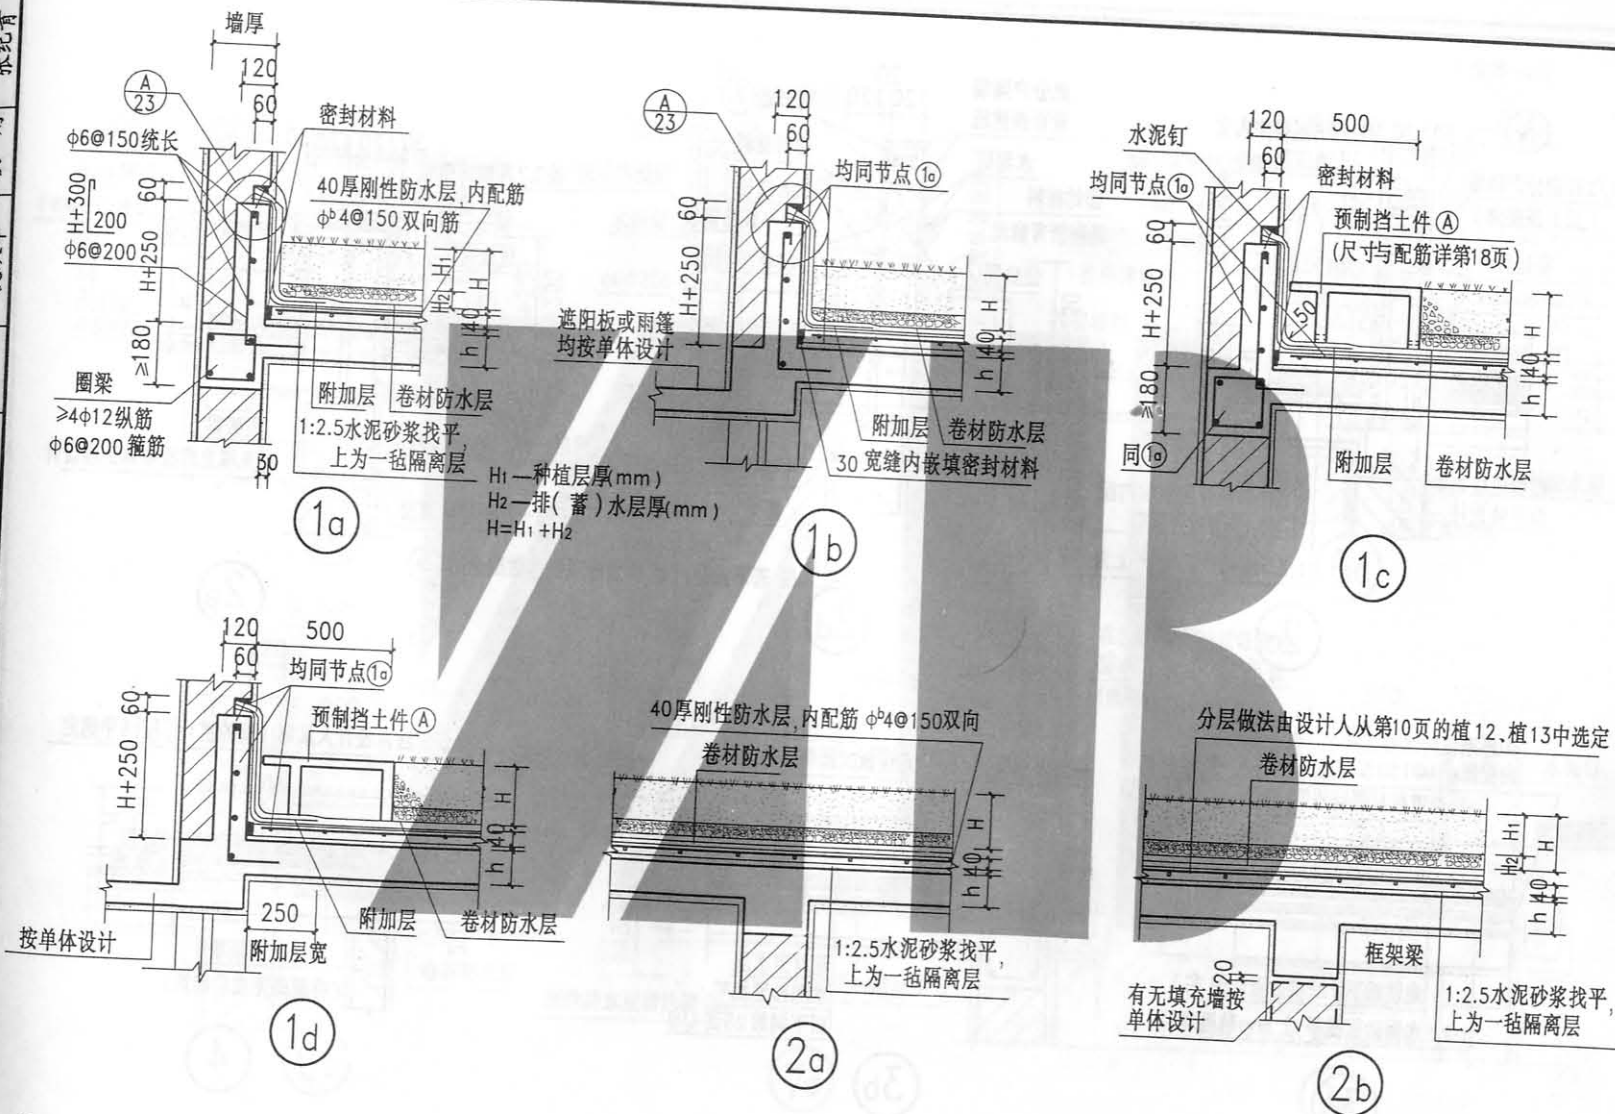 墙厚
120
60
A
23
密封材料
ϕ6@150统长
40厚刚性防水层,内配筋
ϕᵇ4@150双向筋
H+300
200
ϕ6@200
60
H+250
≥180
H₁
H₂
H
40
h
圈梁
≥4ϕ12纵筋
ϕ6@200箍筋
附加层
卷材防水层
1:2.5水泥砂浆找平,
上为一毡隔离层
30
H₁—种植层厚(mm)
H₂—排(蓄)水层厚(mm)
H=H₁+H₂
1a
A
23
120
60
均同节点1a
60
H+250
遮阳板或雨篷
均按单体设计
H
40
h
附加层
卷材防水层
30宽缝内嵌填密封材料
1b
120
500
60
水泥钉
均同节点1a
密封材料
预制挡土件A
(尺寸与配筋详第18页)
60
H+250
≥180
150
H
40
h
同1a
附加层
卷材防水层
1c
120
500
60
均同节点1a
预制挡土件A
60
H+250
H
40
h
250
附加层
卷材防水层
按单体设计
附加层宽
1d
40厚刚性防水层,内配筋 ϕᵇ4@150双向
卷材防水层
H
40
h
1:2.5水泥砂浆找平,
上为一毡隔离层
2a
分层做法由设计人从第10页的植12、植13中选定
卷材防水层
H₁
H₂
H
40
h
框架梁
20
有无填充墙按
单体设计
1:2.5水泥砂浆找平,
上为一毡隔离层
2b